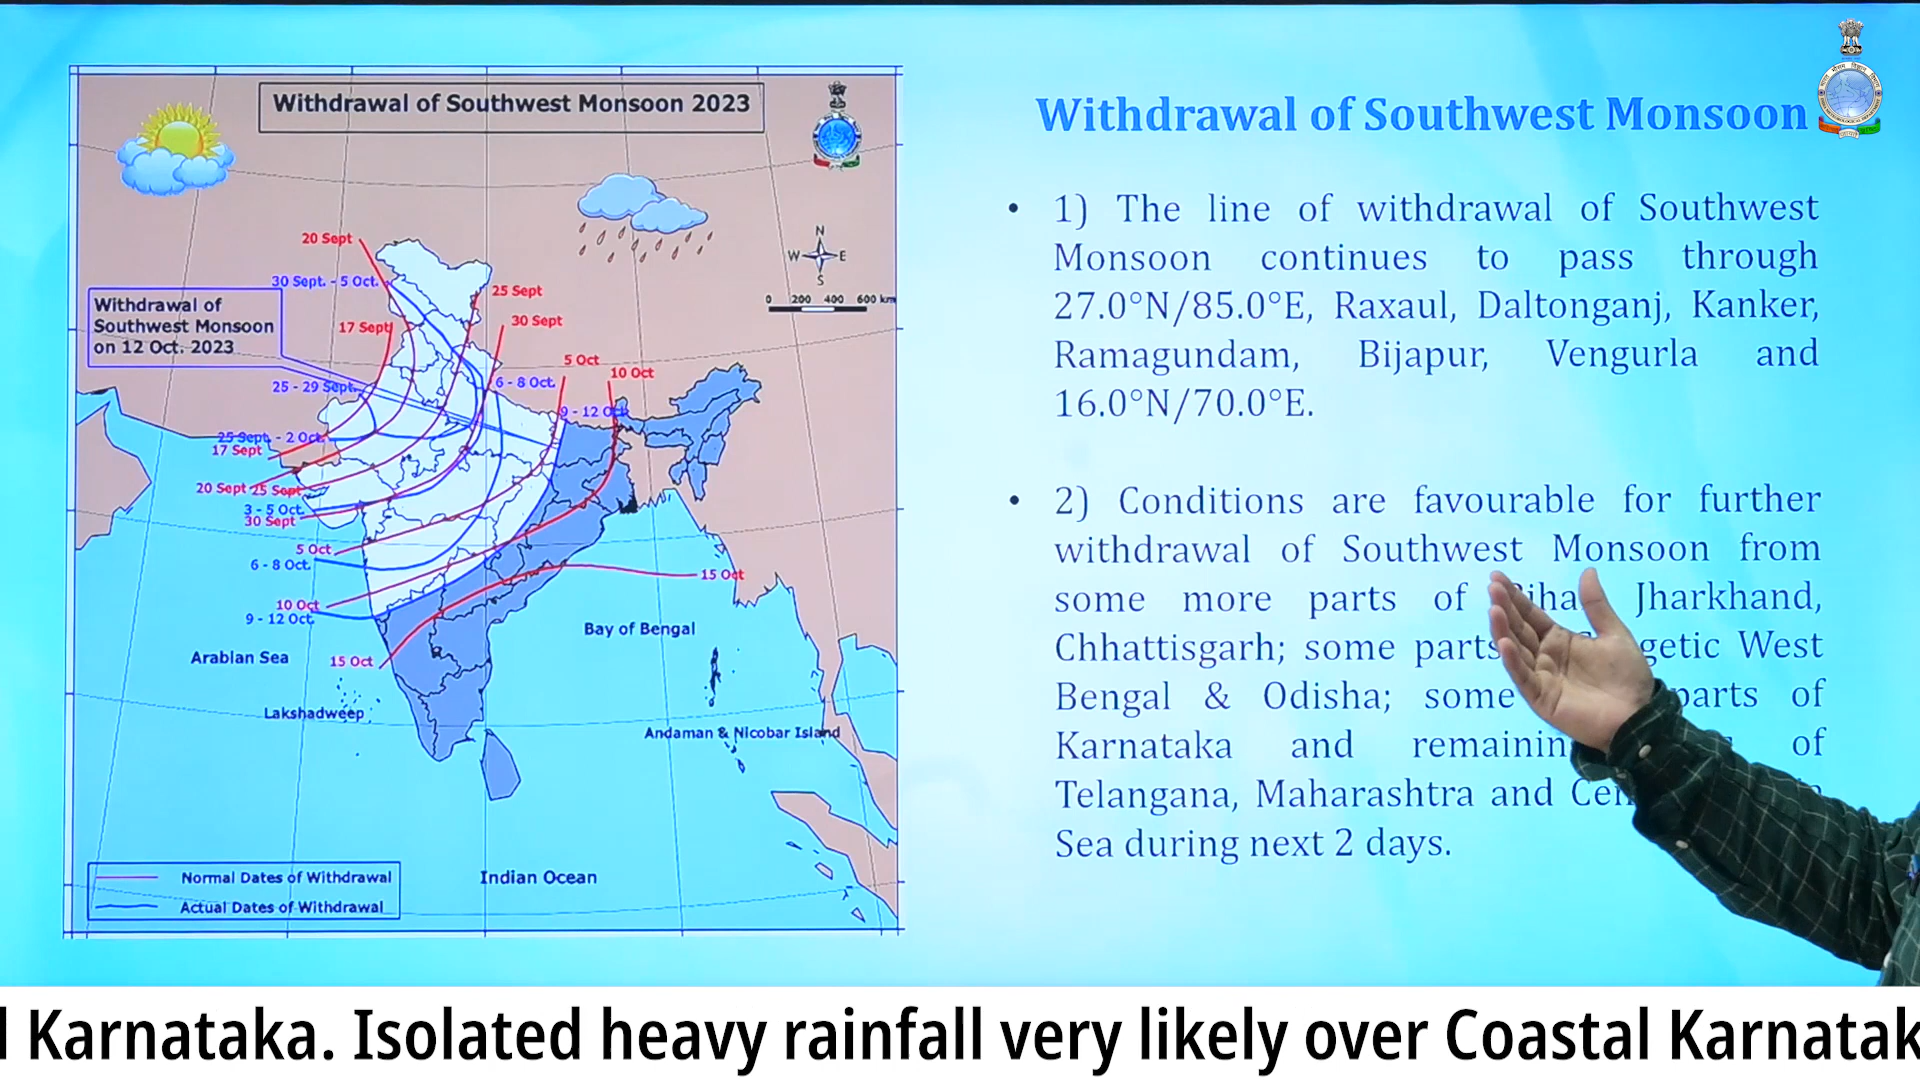 Withdrawal of Southwest Monsoon 2023
20 Sept
30 Sept. - 5 Oct.
25 Sept
Withdrawal of
Southwest Monsoon
on 12 Oct. 2023
17 Sept
30 Sept
5 Oct
10 Oct
25 - 29 Sept.
6 - 8 Oct.
9 - 12 Oct
25 Sept. - 2 Oct.
17 Sept
20 Sept
25 Sept
3 - 5 Oct.
30 Sept
5 Oct
6 - 8 Oct.
10 Oct
9 - 12 Oct.
15 Oct
15 Oct
N
W E
S
0 200 400 600 km
Bay of Bengal
Arabian Sea
Lakshadweep
Andaman & Nicobar Island
Indian Ocean
Normal Dates of Withdrawal
Actual Dates of Withdrawal
Withdrawal of Southwest Monsoon
• 1) The line of withdrawal of Southwest
Monsoon continues to pass through
27.0°N/85.0°E, Raxaul, Daltonganj, Kanker,
Ramagundam, Bijapur, Vengurla and
16.0°N/70.0°E.
• 2) Conditions are favourable for further
withdrawal of Southwest Monsoon from
some more parts of Jharkhand,
Chhattisgarh; some parts getic West
Bengal & Odisha; some parts of
Karnataka and remainin of
Telangana, Maharashtra and Cen
Sea during next 2 days.
Karnataka. Isolated heavy rainfall very likely over Coastal Karnatak